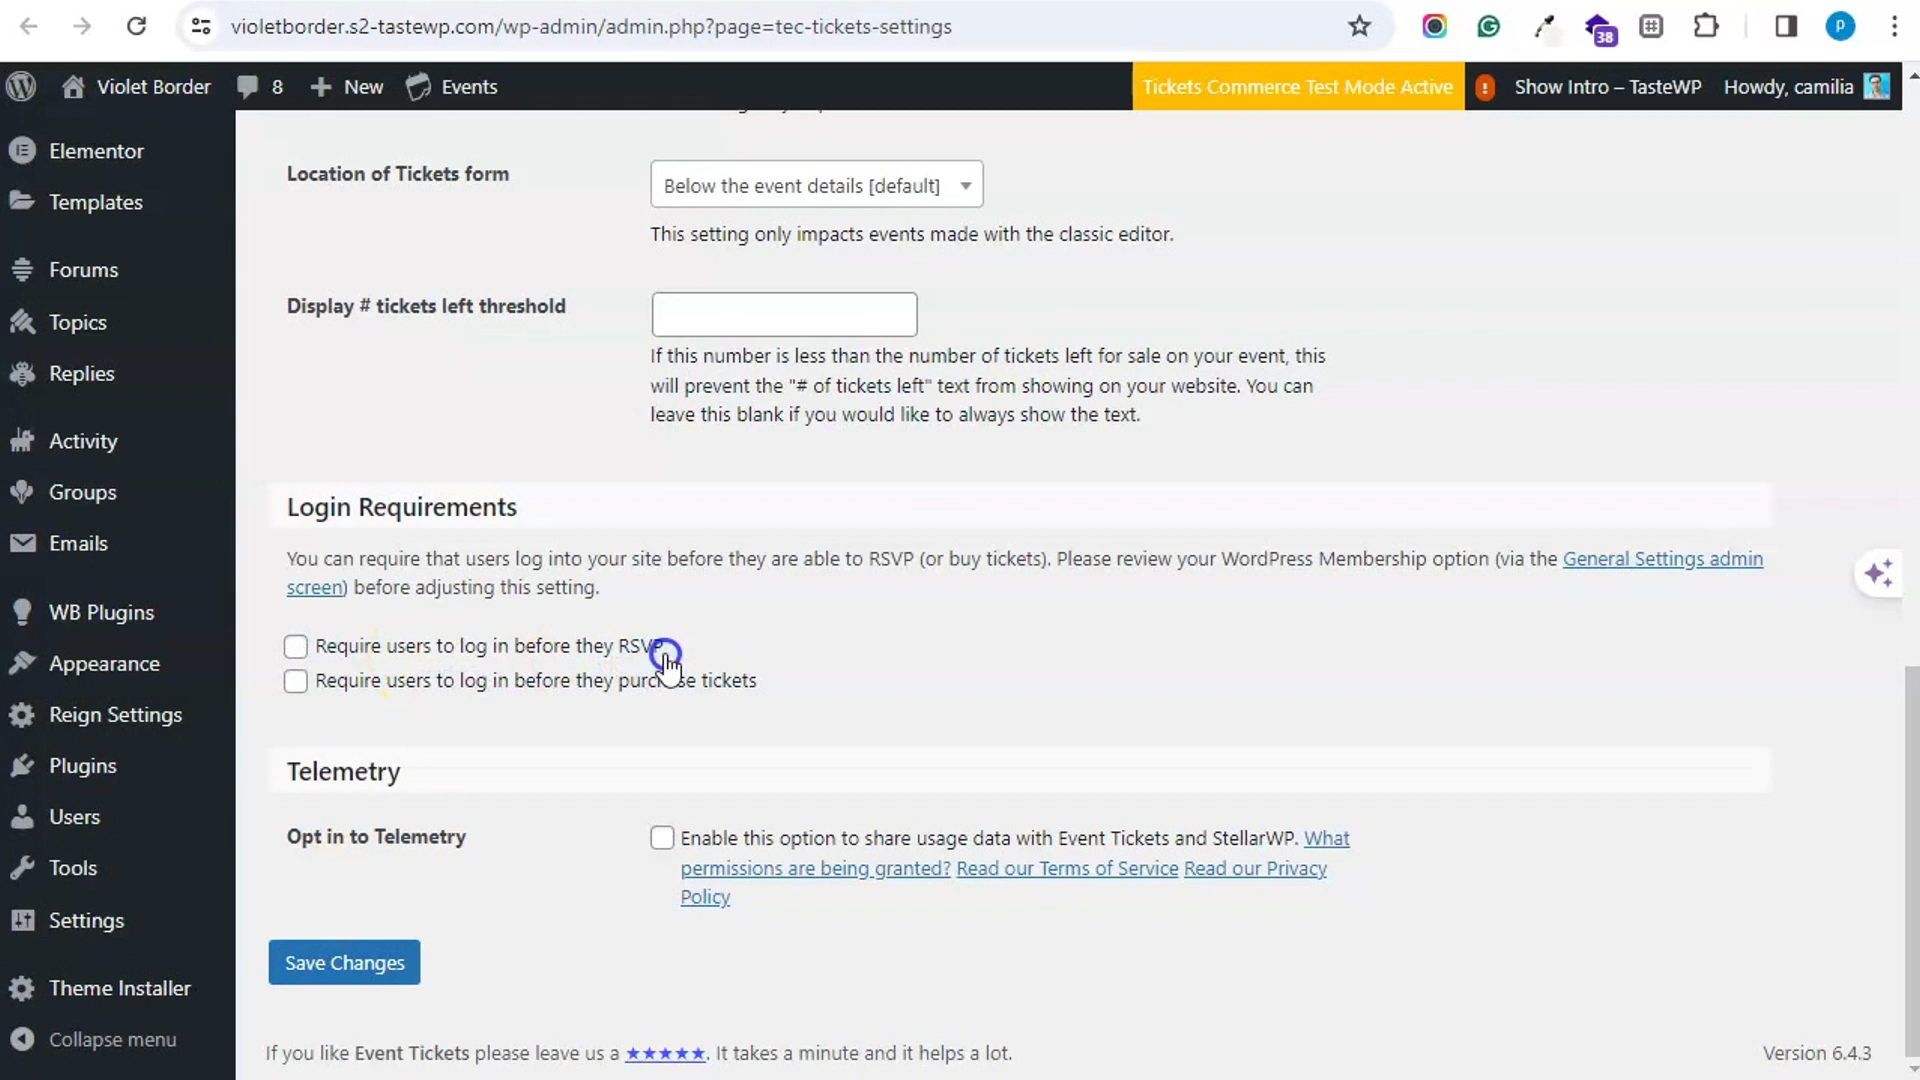 violetborder.s2-tastewp.com/wp-admin/admin.php?page=tec-tickets-settings
38
P
Violet Border
8
New
Events
Tickets Commerce Test Mode Active
Show Intro – TasteWP
Howdy, camilia
Elementor
Templates
Forums
Topics
Replies
Activity
Groups
Emails
WB Plugins
Appearance
Reign Settings
Plugins
Users
Tools
Settings
Theme Installer
Collapse menu
Location of Tickets form
Below the event details [default]
This setting only impacts events made with the classic editor.
Display # tickets left threshold
If this number is less than the number of tickets left for sale on your event, this
will prevent the "# of tickets left" text from showing on your website. You can
leave this blank if you would like to always show the text.
Login Requirements
You can require that users log into your site before they are able to RSVP (or buy tickets). Please review your WordPress Membership option (via the General Settings admin
screen) before adjusting this setting.
Require users to log in before they RSVP
Require users to log in before they purchase tickets
Telemetry
Opt in to Telemetry
Enable this option to share usage data with Event Tickets and StellarWP. What
permissions are being granted? Read our Terms of Service Read our Privacy
Policy
Save Changes
If you like Event Tickets please leave us a ★★★★★. It takes a minute and it helps a lot.
Version 6.4.3